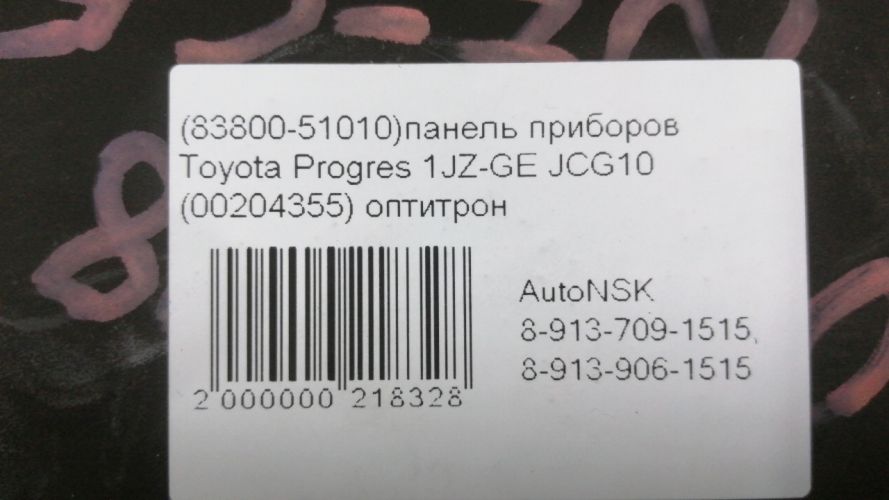 (83800-51010)панель приборов
Toyota Progres 1JZ-GE JCG10
(00204355) оптитрон
AutoNSK
8-913-709-1515,
8-913-906-1515
2 000000 218328